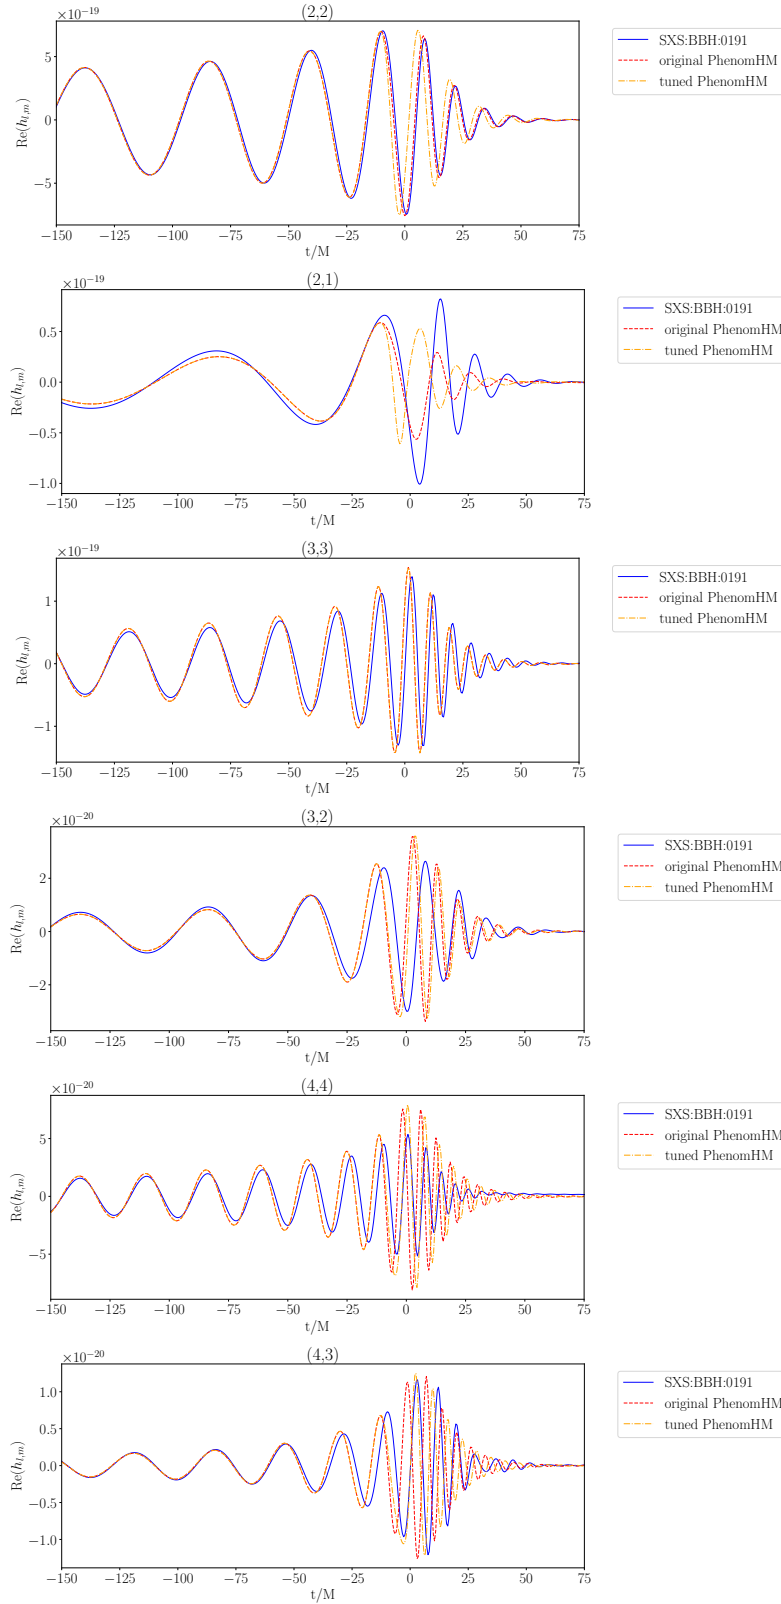 ×10⁻¹⁹
(2,2)
5
0
−5
Re(hl,m)
−150 −125 −100 −75 −50 −25 0 25 50 75
t/M
SXS:BBH:0191
original PhenomHM
tuned PhenomHM
×10⁻¹⁹
(2,1)
0.5
0.0
−0.5
−1.0
Re(hl,m)
−150 −125 −100 −75 −50 −25 0 25 50 75
t/M
SXS:BBH:0191
original PhenomHM
tuned PhenomHM
×10⁻¹⁹
(3,3)
1
0
−1
Re(hl,m)
−150 −125 −100 −75 −50 −25 0 25 50 75
t/M
SXS:BBH:0191
original PhenomHM
tuned PhenomHM
×10⁻²⁰
(3,2)
2
0
−2
Re(hl,m)
−150 −125 −100 −75 −50 −25 0 25 50 75
t/M
SXS:BBH:0191
original PhenomHM
tuned PhenomHM
×10⁻²⁰
(4,4)
5
0
−5
Re(hl,m)
−150 −125 −100 −75 −50 −25 0 25 50 75
t/M
SXS:BBH:0191
original PhenomHM
tuned PhenomHM
×10⁻²⁰
(4,3)
1.0
0.5
0.0
−0.5
−1.0
Re(hl,m)
−150 −125 −100 −75 −50 −25 0 25 50 75
t/M
SXS:BBH:0191
original PhenomHM
tuned PhenomHM